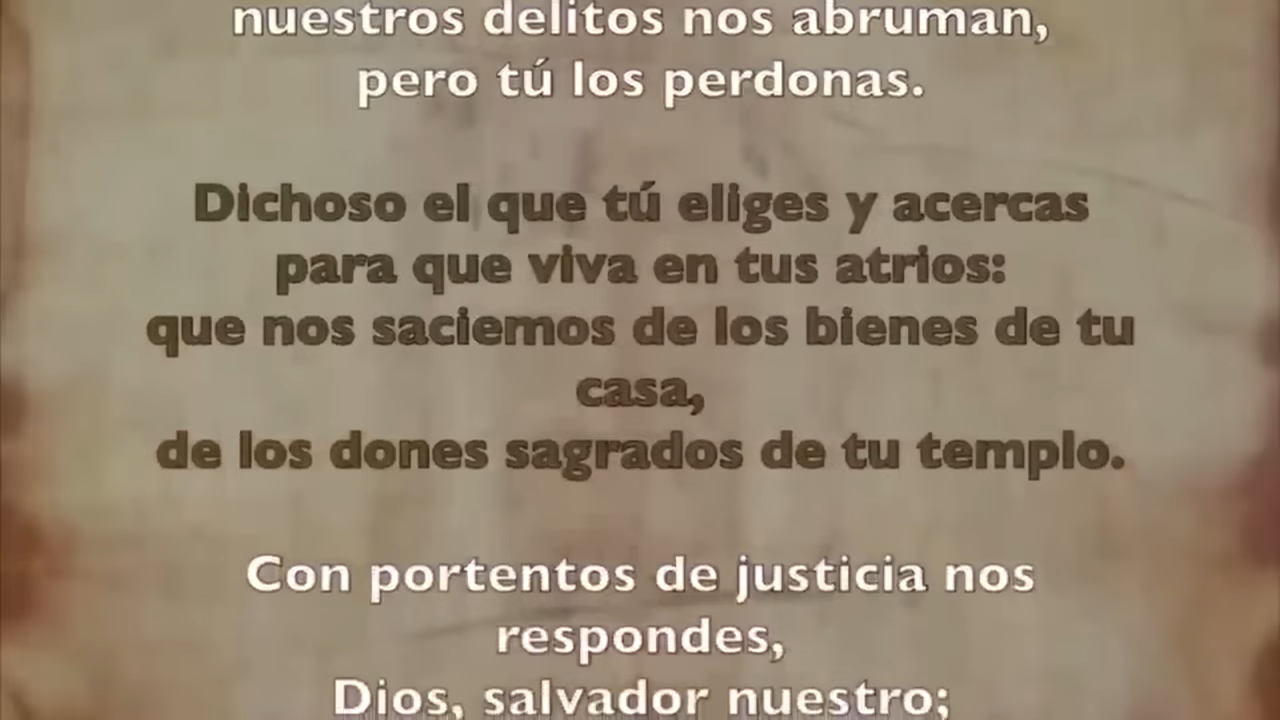 nuestros delitos nos abruman,
pero tú los perdonas.
Dichoso el que tú eliges y acercas
para que viva en tus atrios:
que nos saciemos de los bienes de tu
casa,
de los dones sagrados de tu templo.
Con portentos de justicia nos
respondes,
Dios, salvador nuestro;